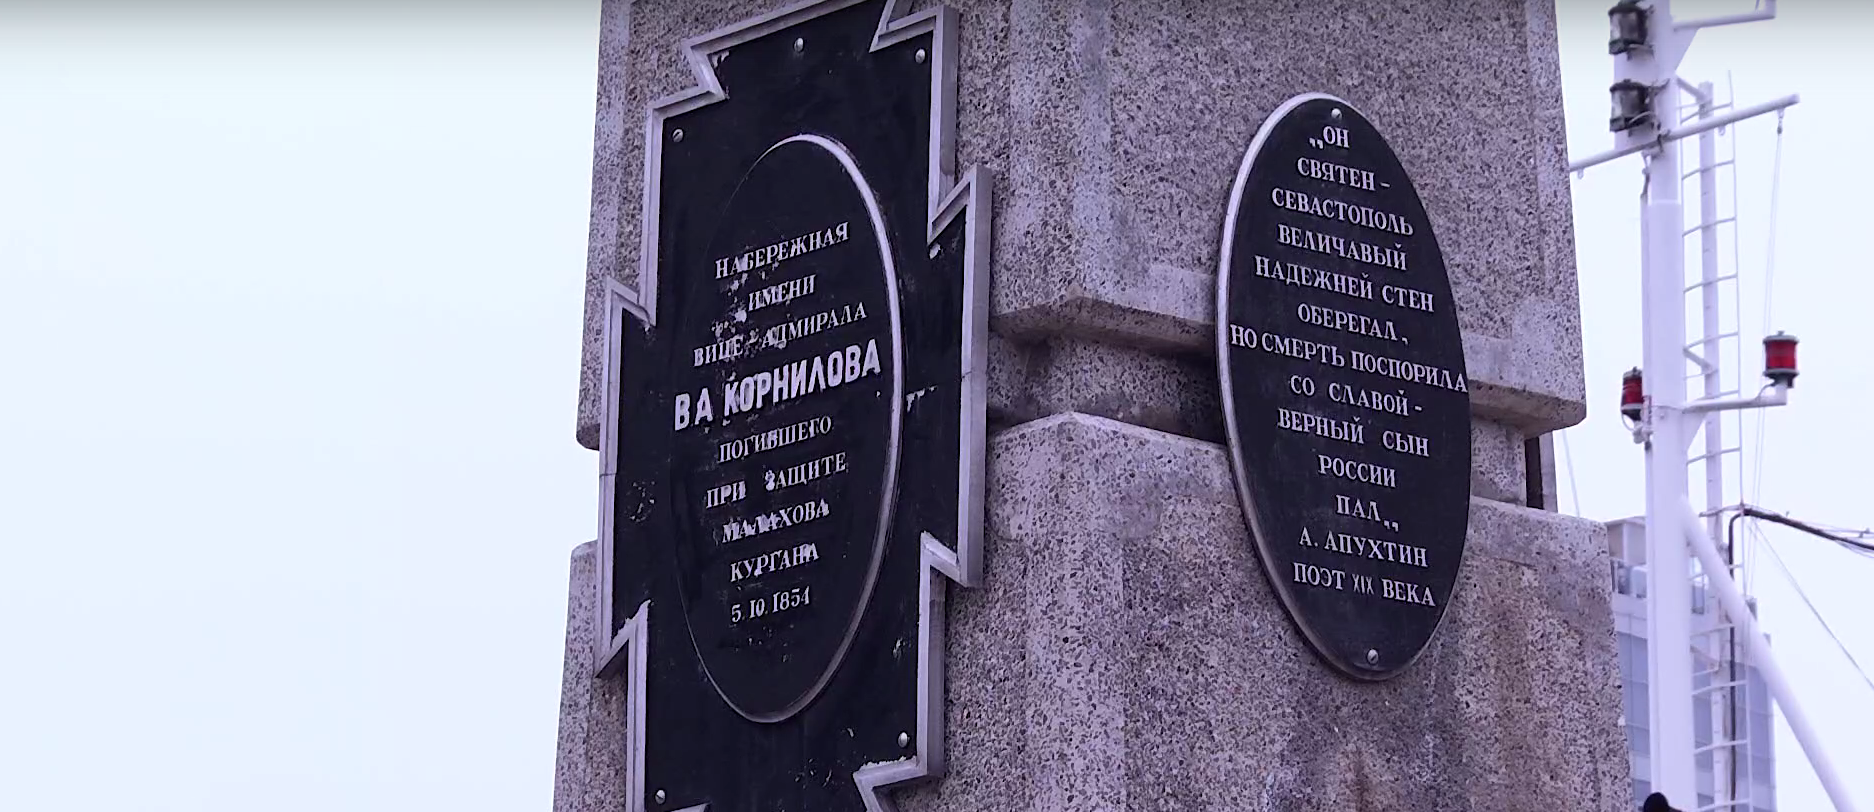 НАБЕРЕЖНАЯ
ИМЕНИ
ВИЦЕ-АДМИРАЛА
В А КОРНИЛОВА
ПОГИБШЕГО
ПРИ ЗАЩИТЕ
МАЛАХОВА
КУРГАНА
5.10.1854
„ОН
СВЯТЕН -
СЕВАСТОПОЛЬ
ВЕЛИЧАВЫЙ
НАДЕЖНЕЙ СТЕН
ОБЕРЕГАЛ,
НО СМЕРТЬ ПОСПОРИЛА
СО СЛАВОЙ -
ВЕРНЫЙ СЫН
РОССИИ
ПАЛ„
А. АПУХТИН
ПОЭТ XIX ВЕКА